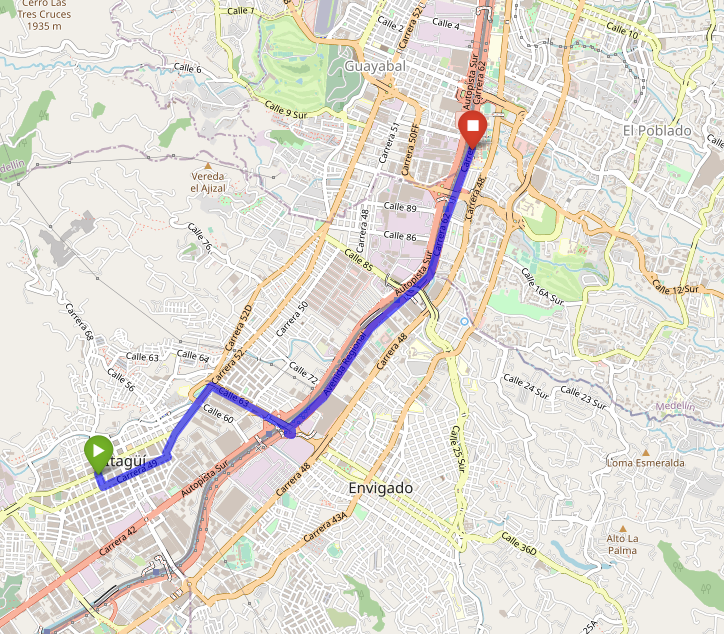 Cerro Las
Tres Cruces
1935 m
Calle 7
Carrera 52
Calle 2
Calle 4
Calle 10
Guayabal
Calle 6
Autopista Sur
Carrera 62
Calle 9 Sur
Carrera 51
Carrera 50FF
El Poblado
Vereda
el Ajizal
Carrera 48
Calle 89
Carrera 48
Carrera 62
Calle 86
Calle 76
Calle 85
Calle 16A Sur
Calle 12 Sur
Autopista Sur
Carrera 68
Carrera 52D
Carrera 50
Avenida Regional
Carrera 48
Calle 63
Calle 64
Carrera 52
Calle 56
Calle 72
Calle 63
Calle 60
Calle 24 Sur
Calle 23 Sur
Medellín
Calle 25 Sur
tagüí
Carrera 49
Autopista Sur
Carrera 48
Envigado
Loma Esmeralda
Carrera 43A
Carrera 42
Calle 36D
Alto La
Palma
25A